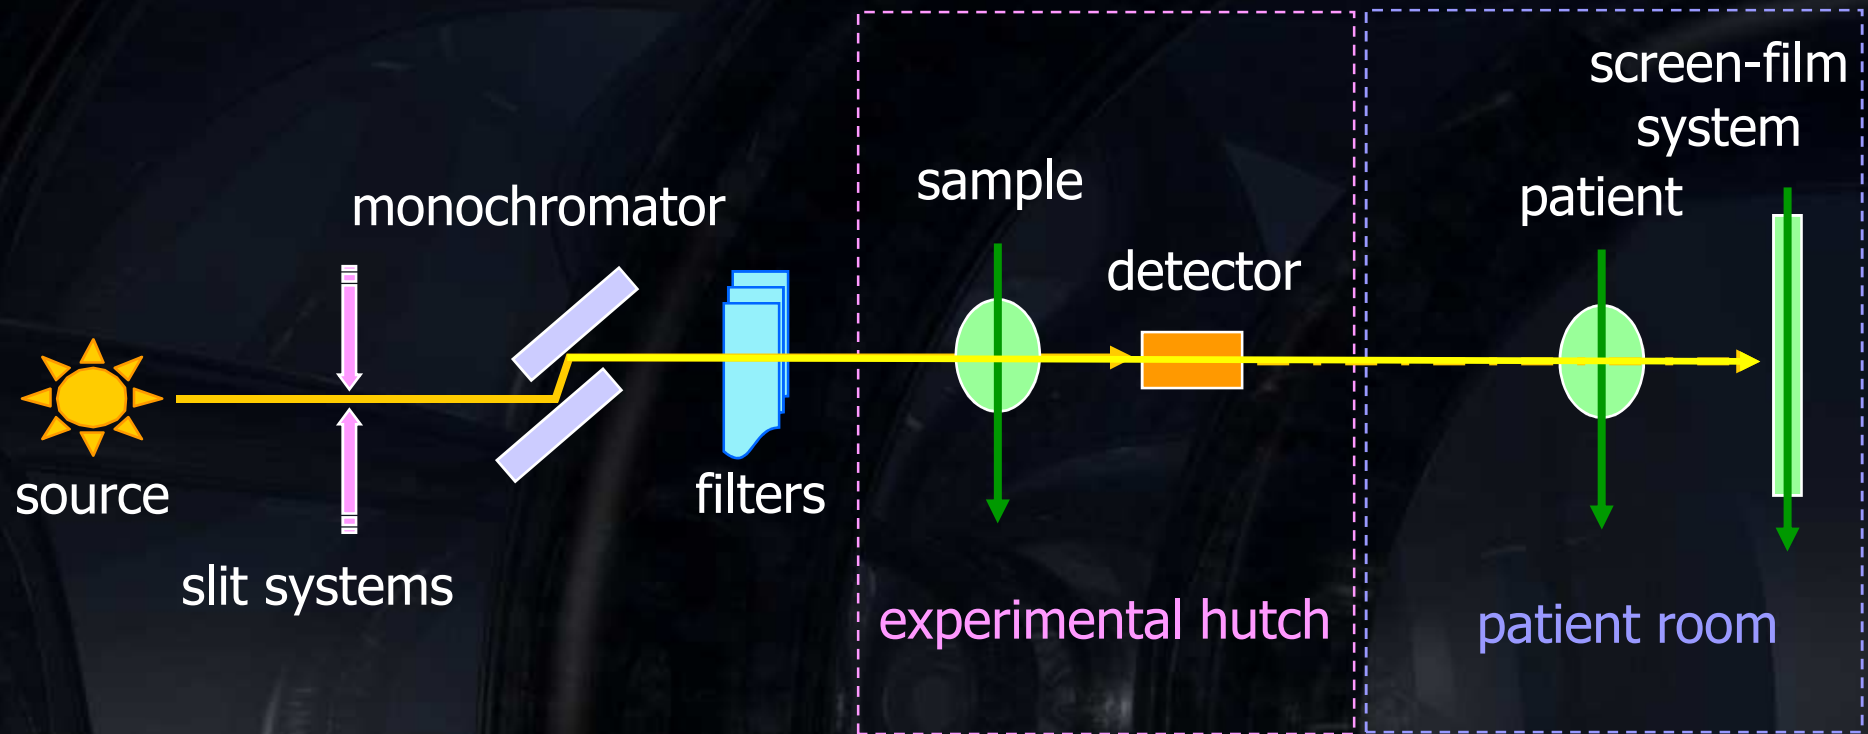 source
slit systems
monochromator
filters
sample
detector
experimental hutch
screen-film
system
patient
patient room